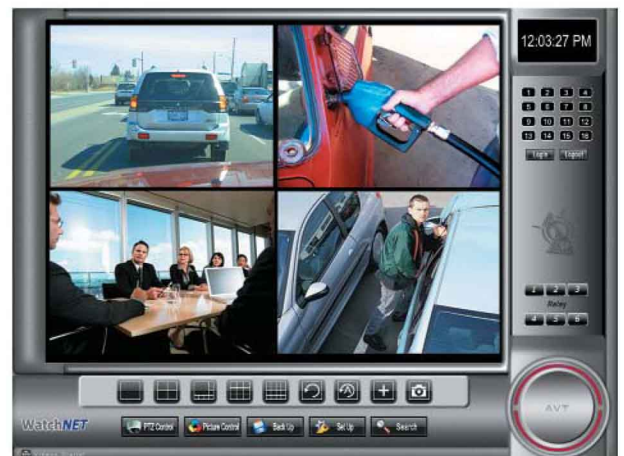 12:03:27 PM
1 2 3 4
5 6 7 8
9 10 11 12
13 14 15 16
Login Logout
1 2 3
Relay
4 5 6
AVT
WatchNET
PTZ Control Picture Control Back Up Set Up Search